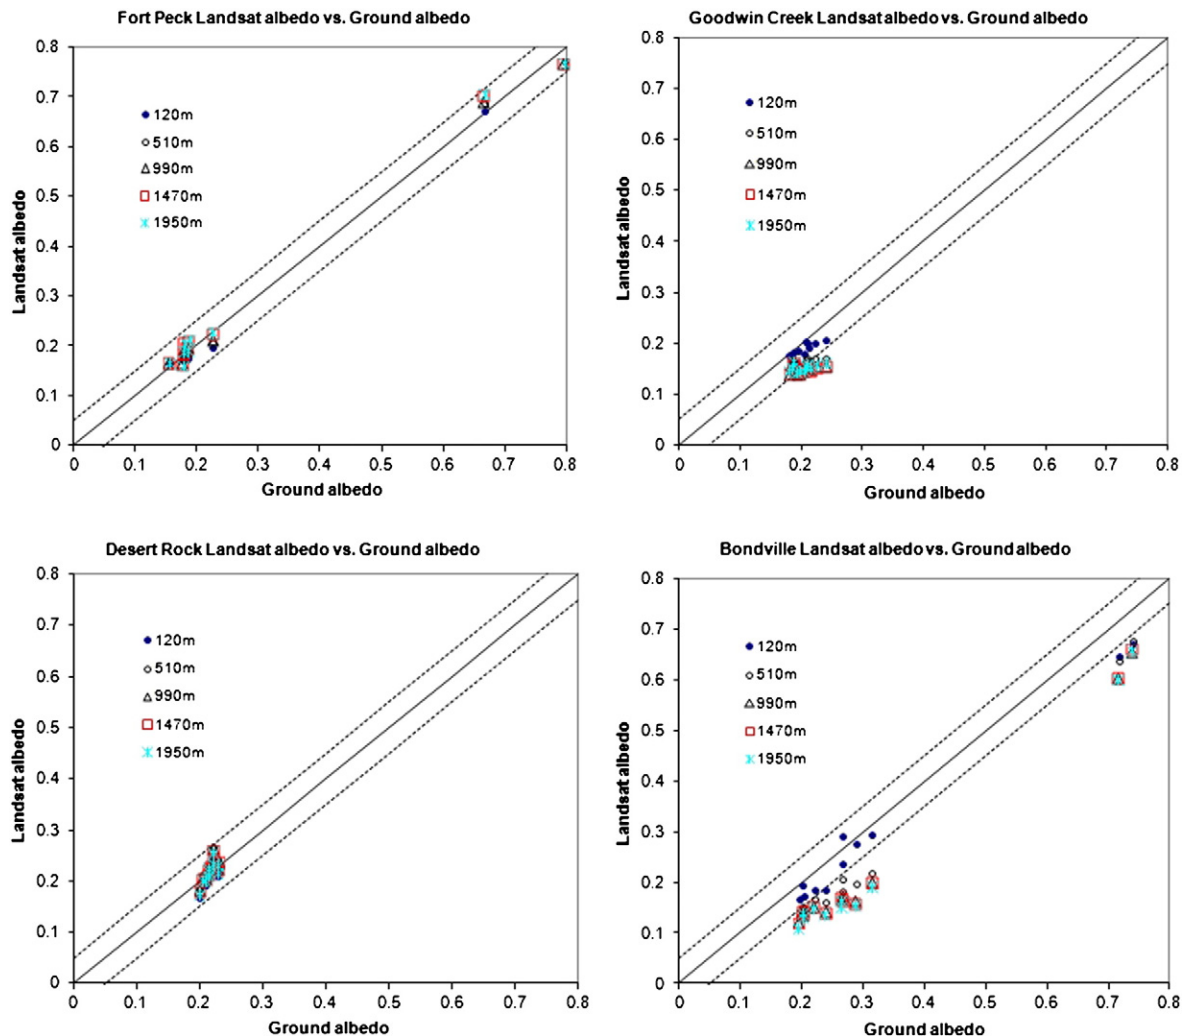 Fort Peck Landsat albedo vs. Ground albedo
0.8
0.7
0.6
0.5
0.4
0.3
0.2
0.1
0
Landsat albedo
120m
510m
990m
1470m
1950m
0 0.1 0.2 0.3 0.4 0.5 0.6 0.7 0.8
Ground albedo
Goodwin Creek Landsat albedo vs. Ground albedo
0.8
0.7
0.6
0.5
0.4
0.3
0.2
0.1
0
Landsat albedo
120m
510m
990m
1470m
1950m
0 0.1 0.2 0.3 0.4 0.5 0.6 0.7 0.8
Ground albedo
Desert Rock Landsat albedo vs. Ground albedo
0.8
0.7
0.6
0.5
0.4
0.3
0.2
0.1
0
Landsat albedo
120m
510m
990m
1470m
1950m
0 0.1 0.2 0.3 0.4 0.5 0.6 0.7 0.8
Ground albedo
Bondville Landsat albedo vs. Ground albedo
0.8
0.7
0.6
0.5
0.4
0.3
0.2
0.1
0
Landsat albedo
120m
510m
990m
1470m
1950m
0 0.1 0.2 0.3 0.4 0.5 0.6 0.7 0.8
Ground albedo